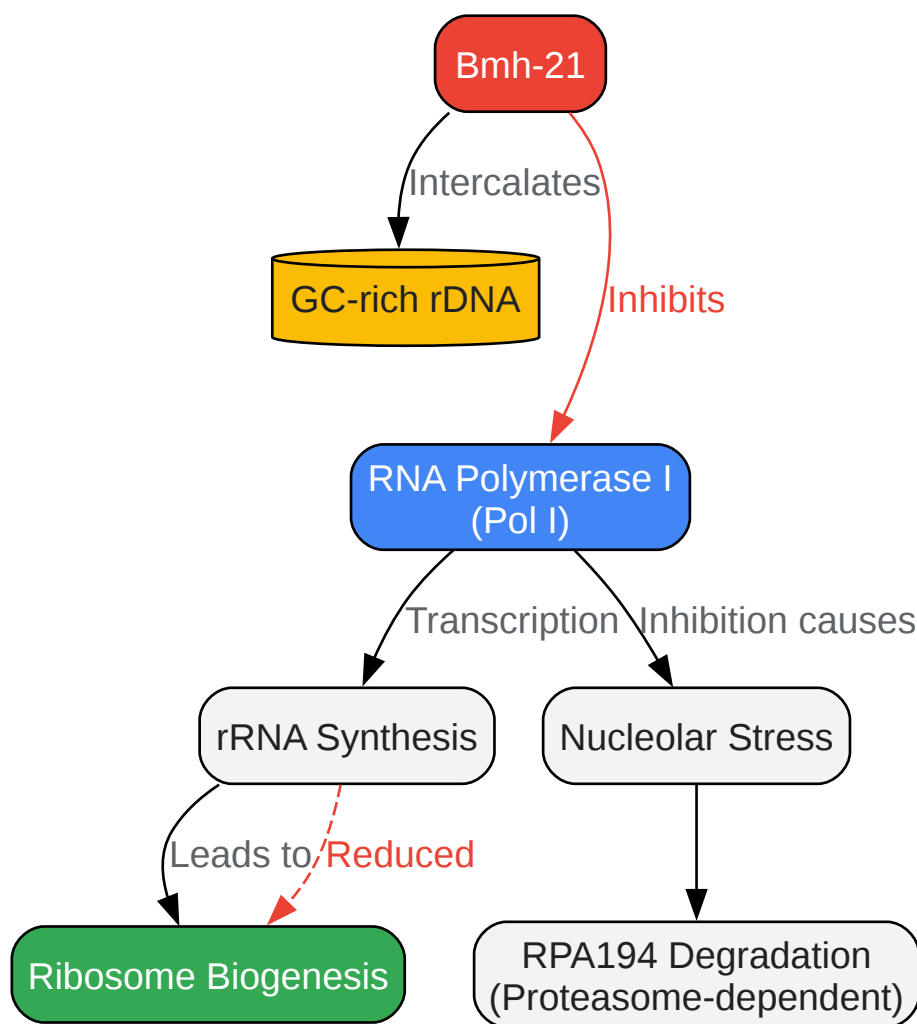 Bmh-21
Intercalates
GC-rich rDNA
Inhibits
RNA Polymerase I
(Pol I)
Transcription
Inhibition causes
rRNA Synthesis
Nucleolar Stress
Leads to
Reduced
Ribosome Biogenesis
RPA194 Degradation
(Proteasome-dependent)